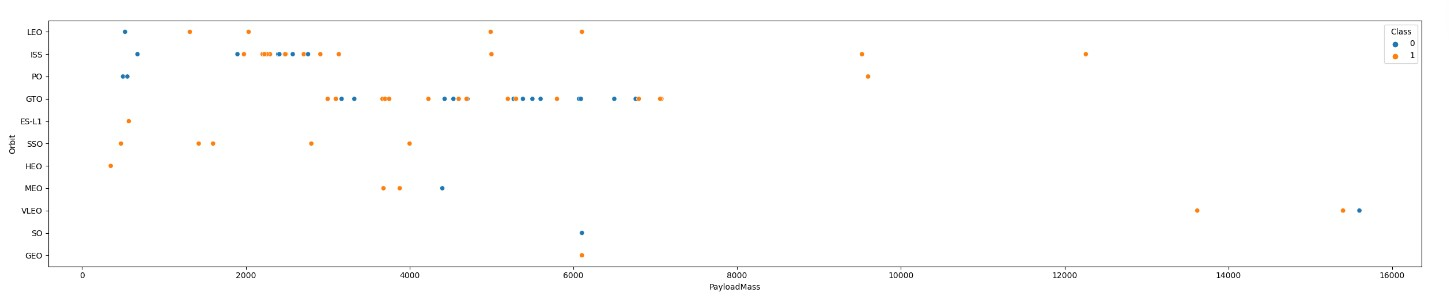 LEO
ISS
PO
GTO
ES-L1
SSO
HEO
MEO
VLEO
SO
GEO
Orbit
0
2000
4000
6000
8000
10000
12000
14000
16000
PayloadMass
Class
0
1